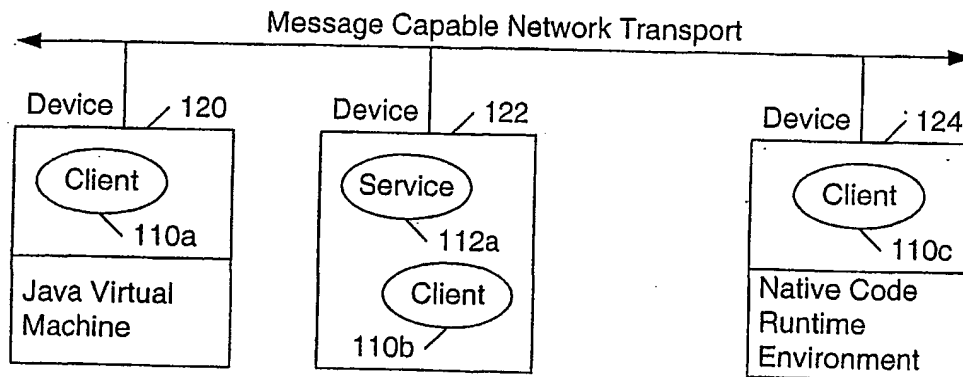 Message Capable Network Transport
Device
120
Device
122
Device
124
Client
110a
Java Virtual
Machine
Service
112a
Client
110b
Client
110c
Native Code
Runtime
Environment